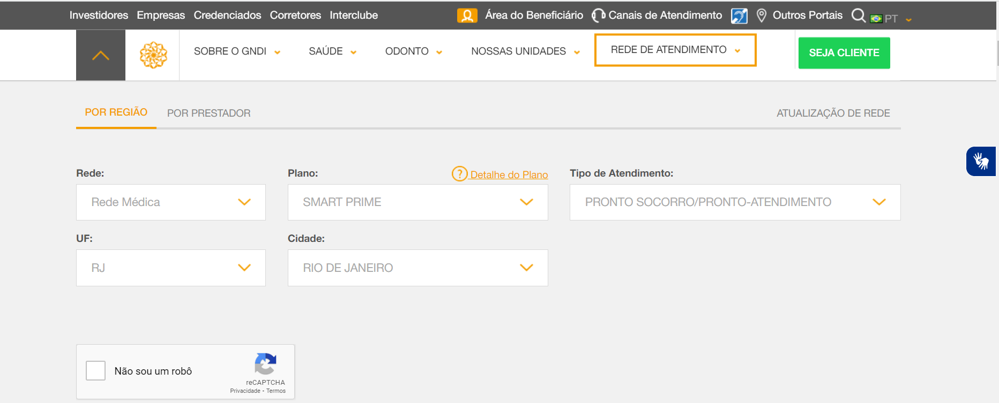 Investidores Empresas Credenciados Corretores Interclube Área do Beneficiário Canais de Atendimento Outros Portais PT
SOBRE O GNDI SAÚDE ODONTO NOSSAS UNIDADES REDE DE ATENDIMENTO SEJA CLIENTE
POR REGIÃO POR PRESTADOR ATUALIZAÇÃO DE REDE
Rede: Plano: ? Detalhe do Plano Tipo de Atendimento:
Rede Médica SMART PRIME PRONTO SOCORRO/PRONTO-ATENDIMENTO
UF: Cidade:
RJ RIO DE JANEIRO
Não sou um robô
reCAPTCHA
Privacidade - Termos